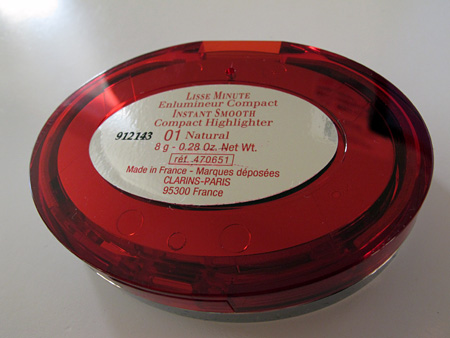 LISSE MINUTE
Enlumineur Compact
INSTANT SMOOTH
Compact Highlighter
912143 01 Natural
8 g - 0.28 Oz. Net Wt.
réf. 470651
Made in France - Marques déposées
CLARINS-PARIS
95300 France